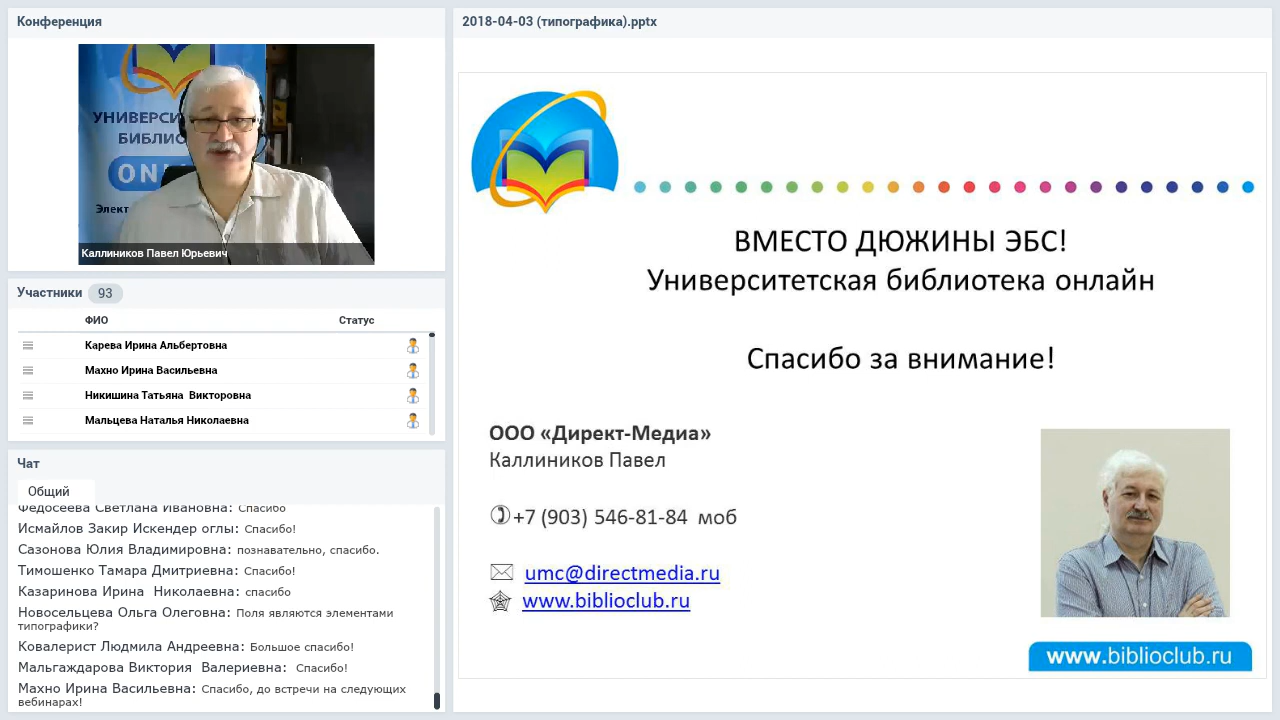 Конференция
УНИВЕРСИ
БИБЛИО
ONL
Элект
Каллиников Павел Юрьевич
Участники 93
ФИО Статус
Карева Ирина Альбертовна
Махно Ирина Васильевна
Никишина Татьяна Викторовна
Мальцева Наталья Николаевна
Чат
Общий
Федосеева Светлана Ивановна: Спасибо
Исмайлов Закир Искендер оглы: Спасибо!
Сазонова Юлия Владимировна: познавательно, спасибо.
Тимошенко Тамара Дмитриевна: Спасибо!
Казаринова Ирина Николаевна: спасибо
Новосельцева Ольга Олеговна: Поля являются элементами
типографики?
Ковалерист Людмила Андреевна: Большое спасибо!
Мальгаждарова Виктория Валериевна: Спасибо!
Махно Ирина Васильевна: Спасибо, до встречи на следующих
вебинарах!
2018-04-03 (типографика).pptx
ВМЕСТО ДЮЖИНЫ ЭБС!
Университетская библиотека онлайн
Спасибо за внимание!
ООО «Директ-Медиа»
Каллиников Павел
+7 (903) 546-81-84 моб
umc@directmedia.ru
www.biblioclub.ru
www.biblioclub.ru